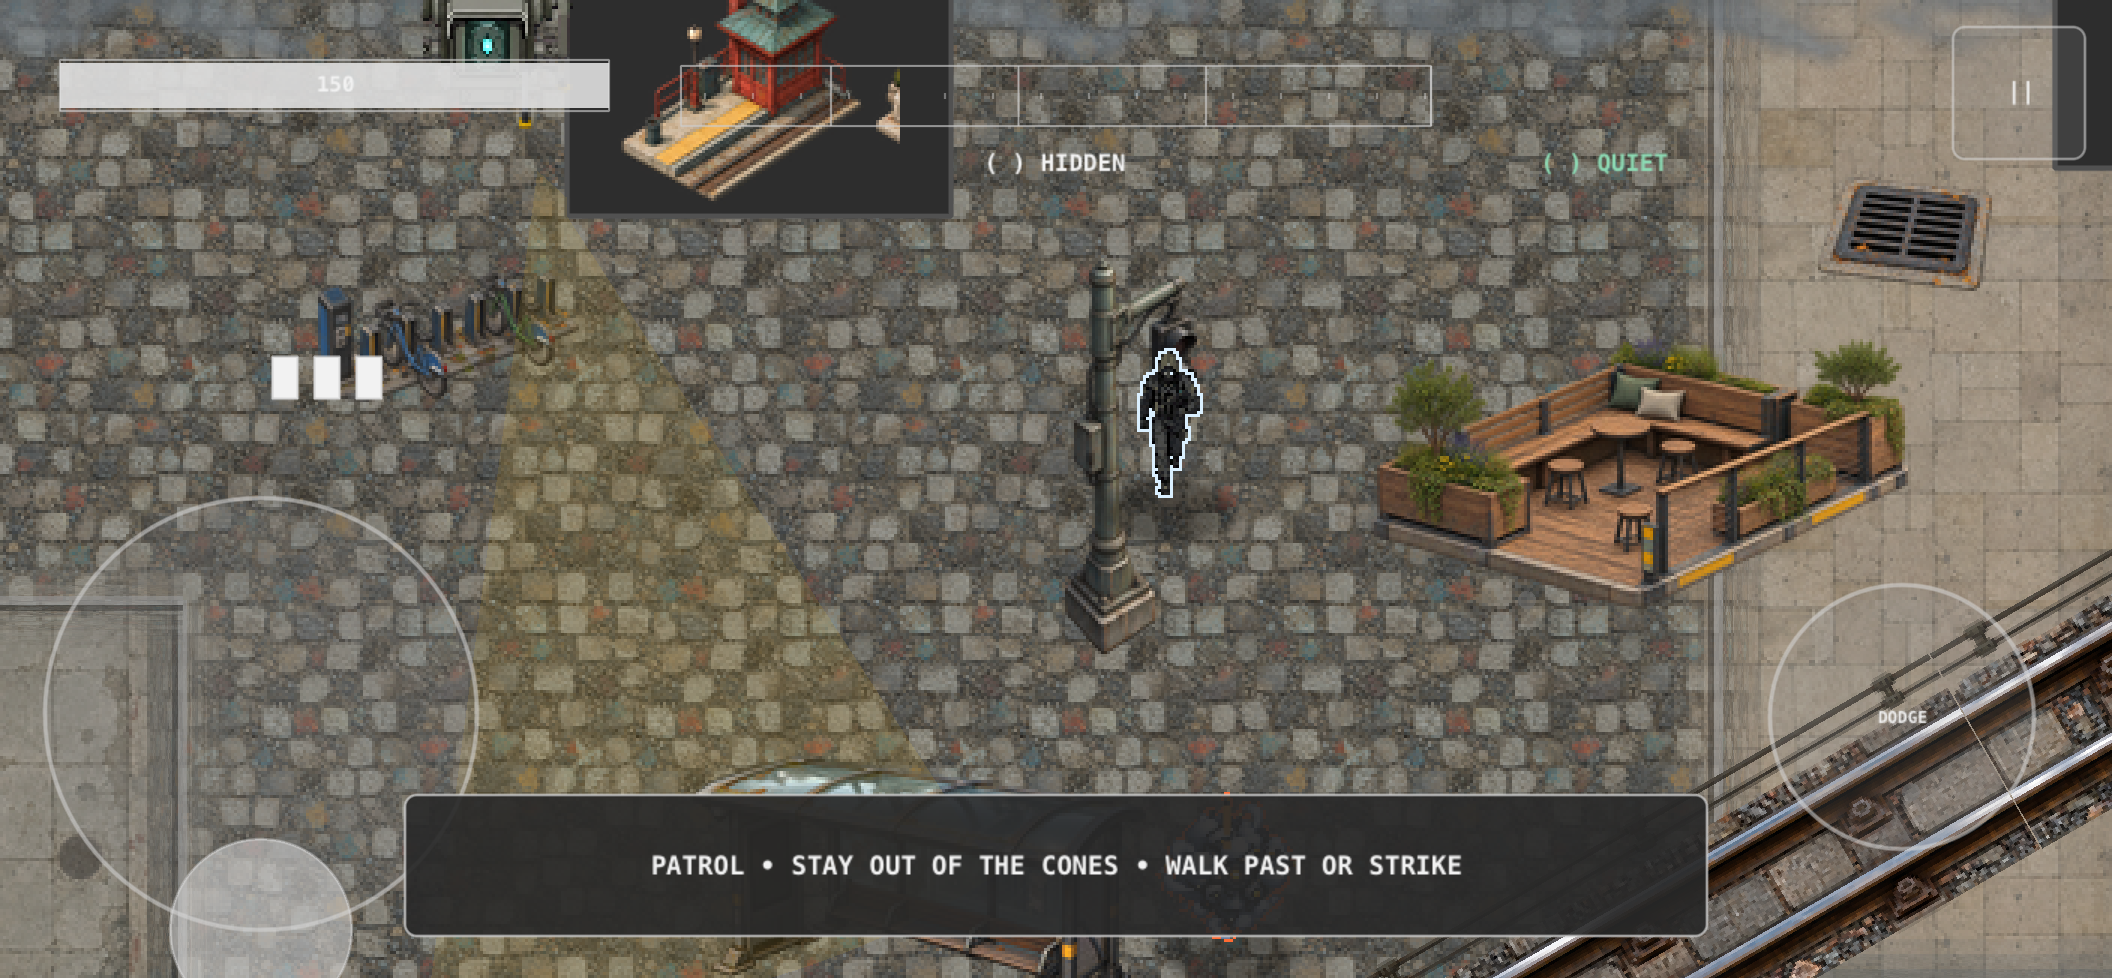 150
( ) HIDDEN
( ) QUIET
DODGE
PATROL • STAY OUT OF THE CONES • WALK PAST OR STRIKE